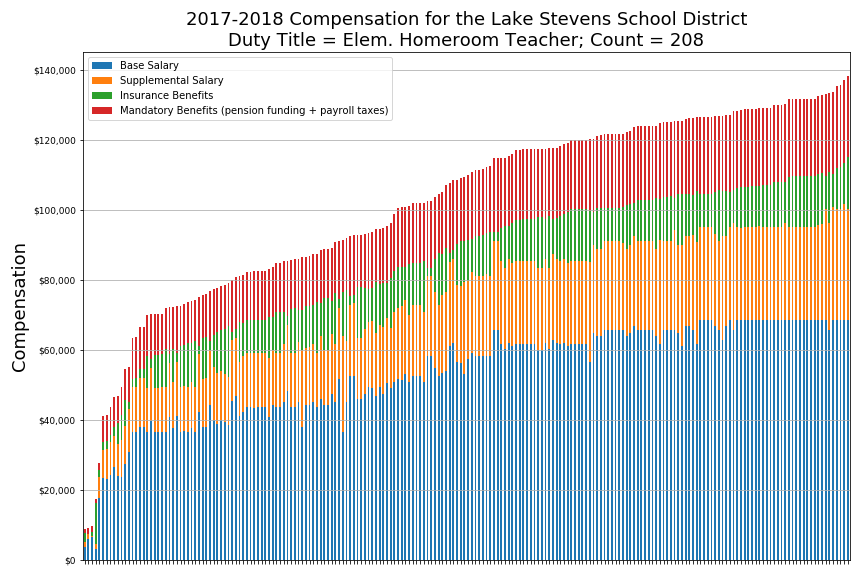 2017-2018 Compensation for the Lake Stevens School District
Duty Title = Elem. Homeroom Teacher; Count = 208
Base Salary
Supplemental Salary
Insurance Benefits
Mandatory Benefits (pension funding + payroll taxes)
Compensation
$140,000
$120,000
$100,000
$80,000
$60,000
$40,000
$20,000
$0